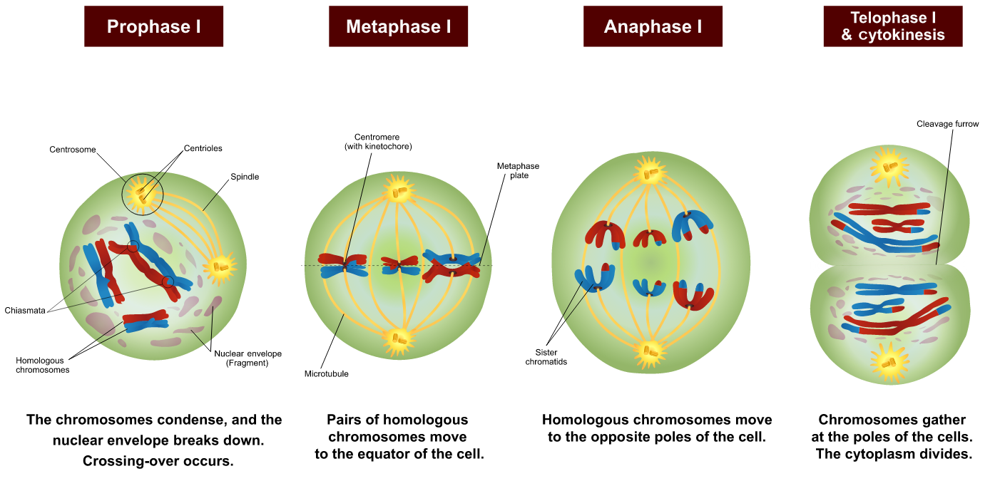 Prophase I
Metaphase I
Anaphase I
Telophase I
& cytokinesis
Centrosome
Centrioles
Spindle
Chiasmata
Homologous
chromosomes
Nuclear envelope
(Fragment)
Centromere
(with kinetochore)
Metaphase
plate
Microtubule
Sister
chromatids
Cleavage furrow
The chromosomes condense, and the
nuclear envelope breaks down.
Crossing-over occurs.
Pairs of homologous
chromosomes move
to the equator of the cell.
Homologous chromosomes move
to the opposite poles of the cell.
Chromosomes gather
at the poles of the cells.
The cytoplasm divides.